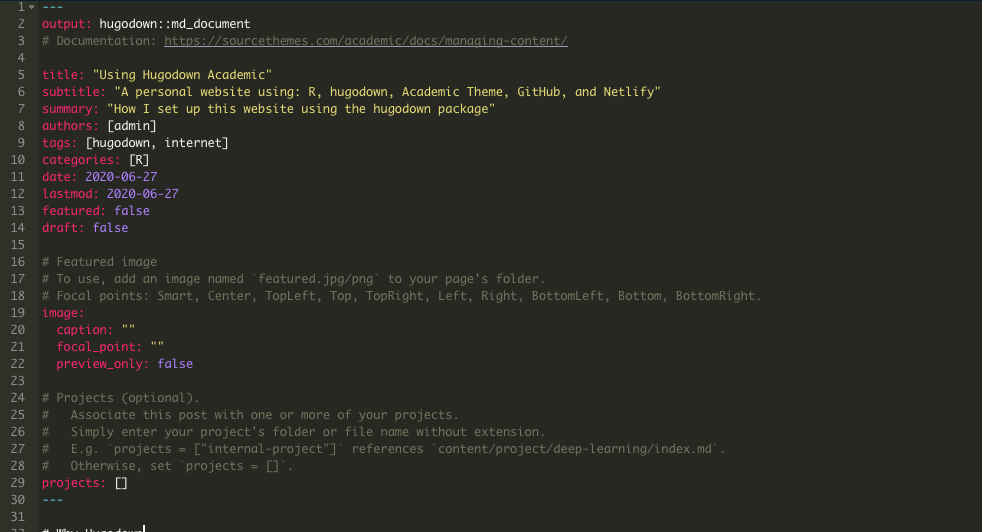 1 ---
2 output: hugodown::md_document
3 # Documentation: https://sourcethemes.com/academic/docs/managing-content/
4
5 title: "Using Hugodown Academic"
6 subtitle: "A personal website using: R, hugodown, Academic Theme, GitHub, and Netlify"
7 summary: "How I set up this website using the hugodown package"
8 authors: [admin]
9 tags: [hugodown, internet]
10 categories: [R]
11 date: 2020-06-27
12 lastmod: 2020-06-27
13 featured: false
14 draft: false
15
16 # Featured image
17 # To use, add an image named `featured.jpg/png` to your page's folder.
18 # Focal points: Smart, Center, TopLeft, Top, TopRight, Left, Right, BottomLeft, Bottom, BottomRight.
19 image:
20   caption: ""
21   focal_point: ""
22   preview_only: false
23
24 # Projects (optional).
25 #   Associate this post with one or more of your projects.
26 #   Simply enter your project's folder or file name without extension.
27 #   E.g. `projects = ["internal-project"]` references `content/project/deep-learning/index.md`.
28 #   Otherwise, set `projects = []`.
29 projects: []
30 ---
31
# Why Hugodown